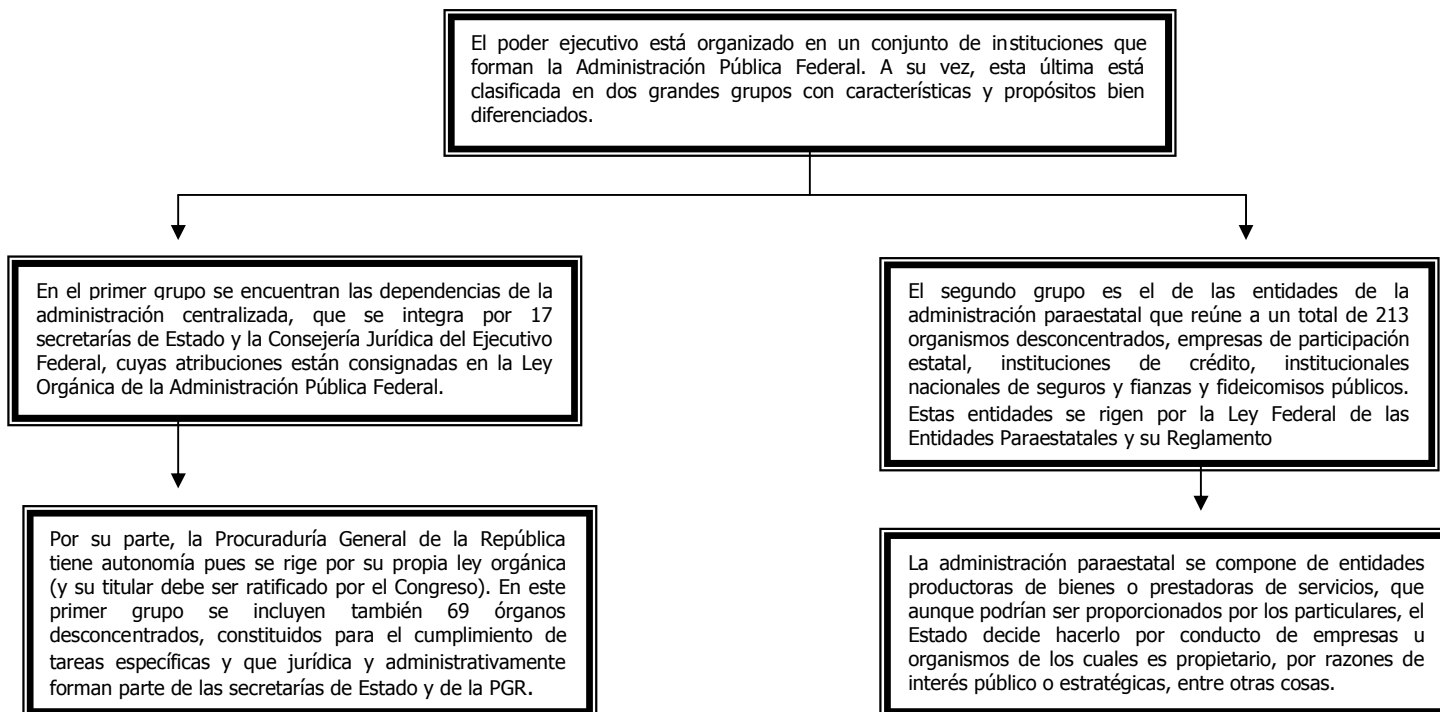 El poder ejecutivo está organizado en un conjunto de instituciones que
forman la Administración Pública Federal. A su vez, esta última está
clasificada en dos grandes grupos con características y propósitos bien
diferenciados.
En el primer grupo se encuentran las dependencias de la
administración centralizada, que se integra por 17
secretarías de Estado y la Consejería Jurídica del Ejecutivo
Federal, cuyas atribuciones están consignadas en la Ley
Orgánica de la Administración Pública Federal.
El segundo grupo es el de las entidades de la
administración paraestatal que reúne a un total de 213
organismos desconcentrados, empresas de participación
estatal, instituciones de crédito, institucionales
nacionales de seguros y fianzas y fideicomisos públicos.
Estas entidades se rigen por la Ley Federal de las
Entidades Paraestatales y su Reglamento
Por su parte, la Procuraduría General de la República
tiene autonomía pues se rige por su propia ley orgánica
(y su titular debe ser ratificado por el Congreso). En este
primer grupo se incluyen también 69 órganos
desconcentrados, constituidos para el cumplimiento de
tareas específicas y que jurídica y administrativamente
forman parte de las secretarías de Estado y de la PGR.
La administración paraestatal se compone de entidades
productoras de bienes o prestadoras de servicios, que
aunque podrían ser proporcionados por los particulares, el
Estado decide hacerlo por conducto de empresas u
organismos de los cuales es propietario, por razones de
interés público o estratégicas, entre otras cosas.